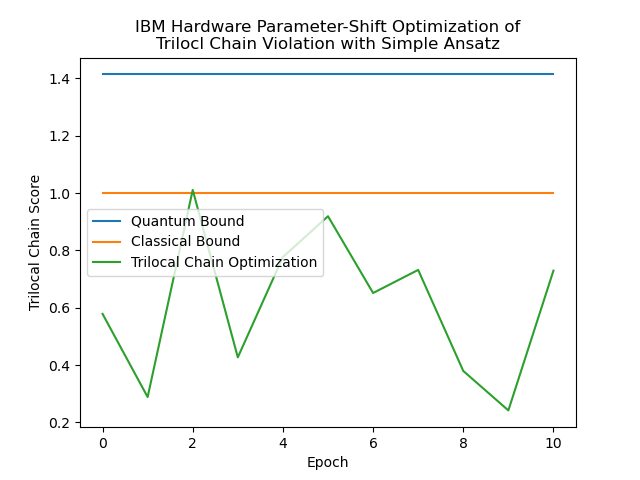 IBM Hardware Parameter-Shift Optimization of
Trilocl Chain Violation with Simple Ansatz
1.4
1.2
1.0
0.8
0.6
0.4
0.2
Trilocal Chain Score
Quantum Bound
Classical Bound
Trilocal Chain Optimization
0 2 4 6 8 10
Epoch